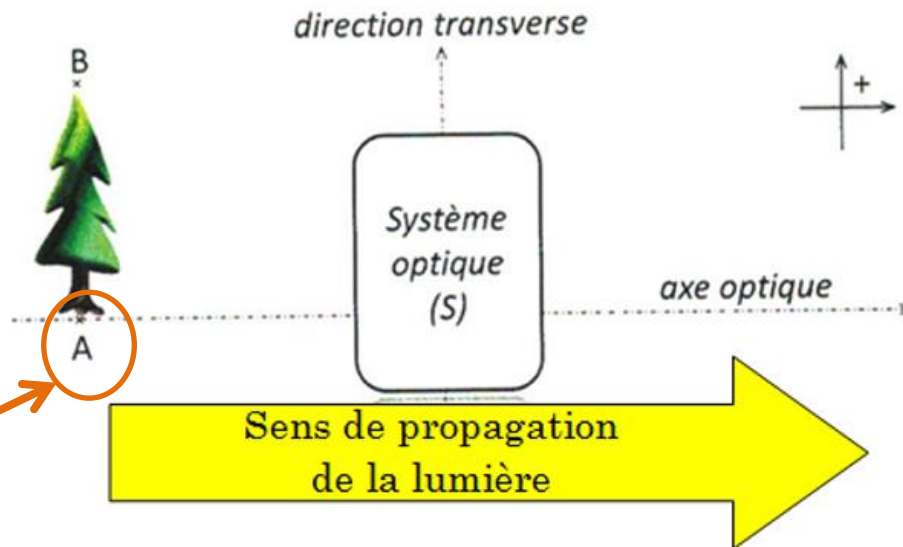 direction transverse
B
+
Système
optique
(S)
axe optique
A
Sens de propagation
de la lumière